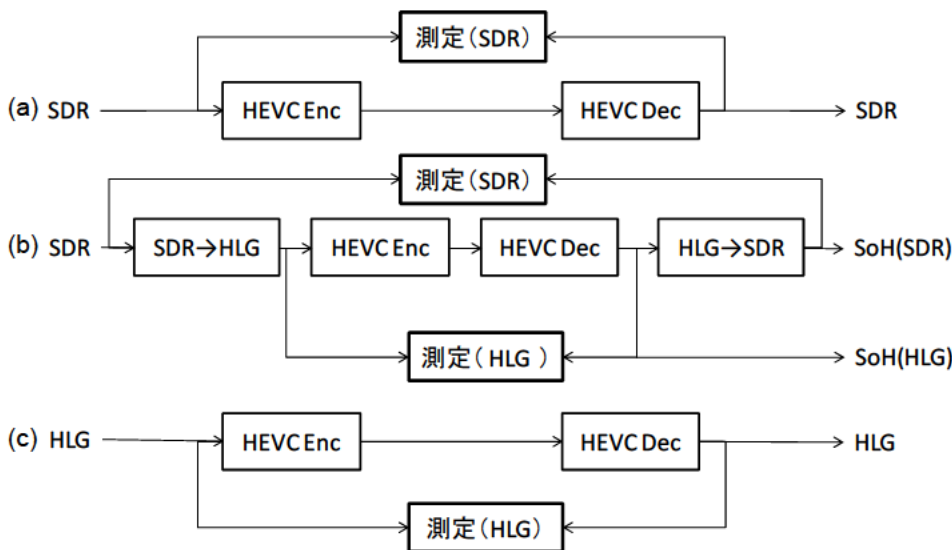 測定（SDR）
(a) SDR HEVC Enc HEVC Dec SDR
測定（SDR）
(b) SDR SDR→HLG HEVC Enc HEVC Dec HLG→SDR SoH(SDR)
測定（HLG） SoH(HLG)
(c) HLG HEVC Enc HEVC Dec HLG
測定（HLG）